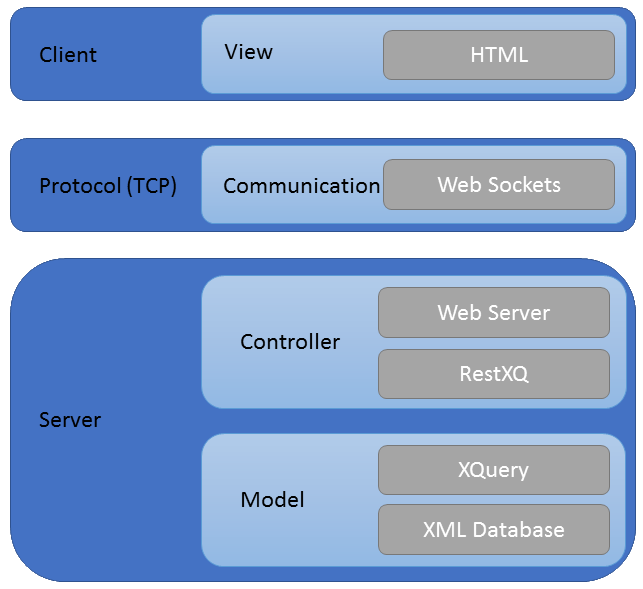 Client
View
HTML
Protocol (TCP)
Communication
Web Sockets
Server
Controller
Web Server
RestXQ
Model
XQuery
XML Database